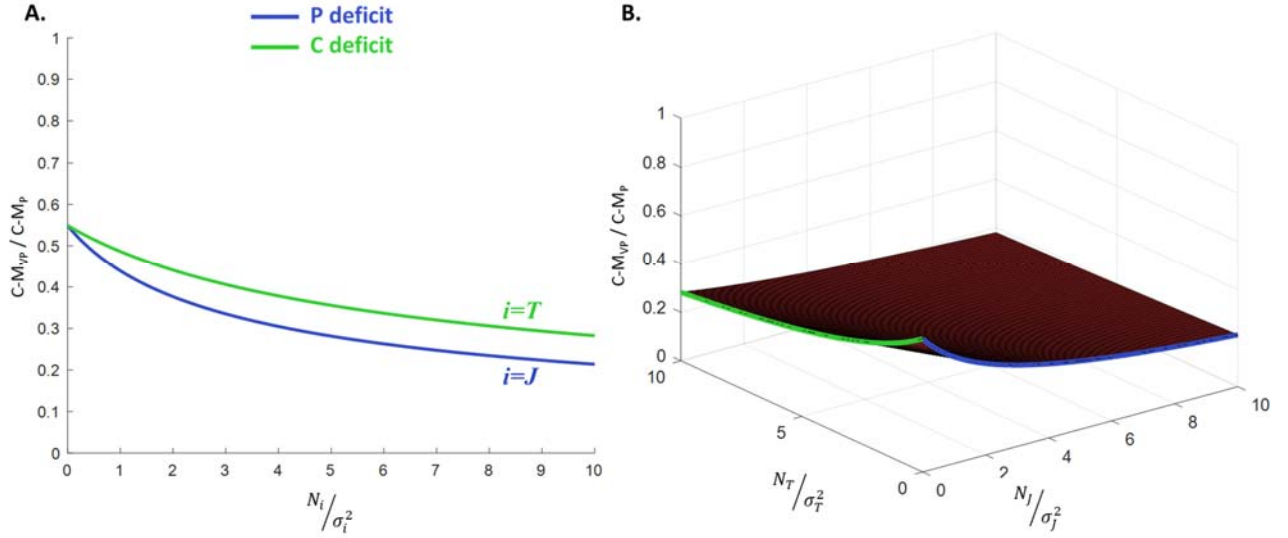 A.
P deficit
C deficit
1
0.9
0.8
0.7
0.6
0.5
0.4
0.3
0.2
0.1
0
C-M_VP / C-M_P
i=T
i=J
0 1 2 3 4 5 6 7 8 9 10
N_i/σ_i^2
B.
1
0.8
0.6
0.4
0.2
0
C-M_VP / C-M_P
10
5
0
N_T/σ_T^2
0
2
4
6
8
10
N_J/σ_J^2